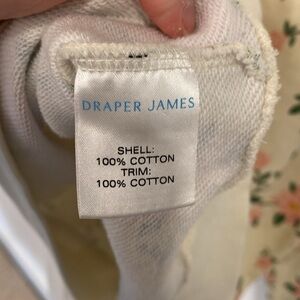 DRAPER JAMES
SHELL:
100% COTTON
TRIM:
100% COTTON